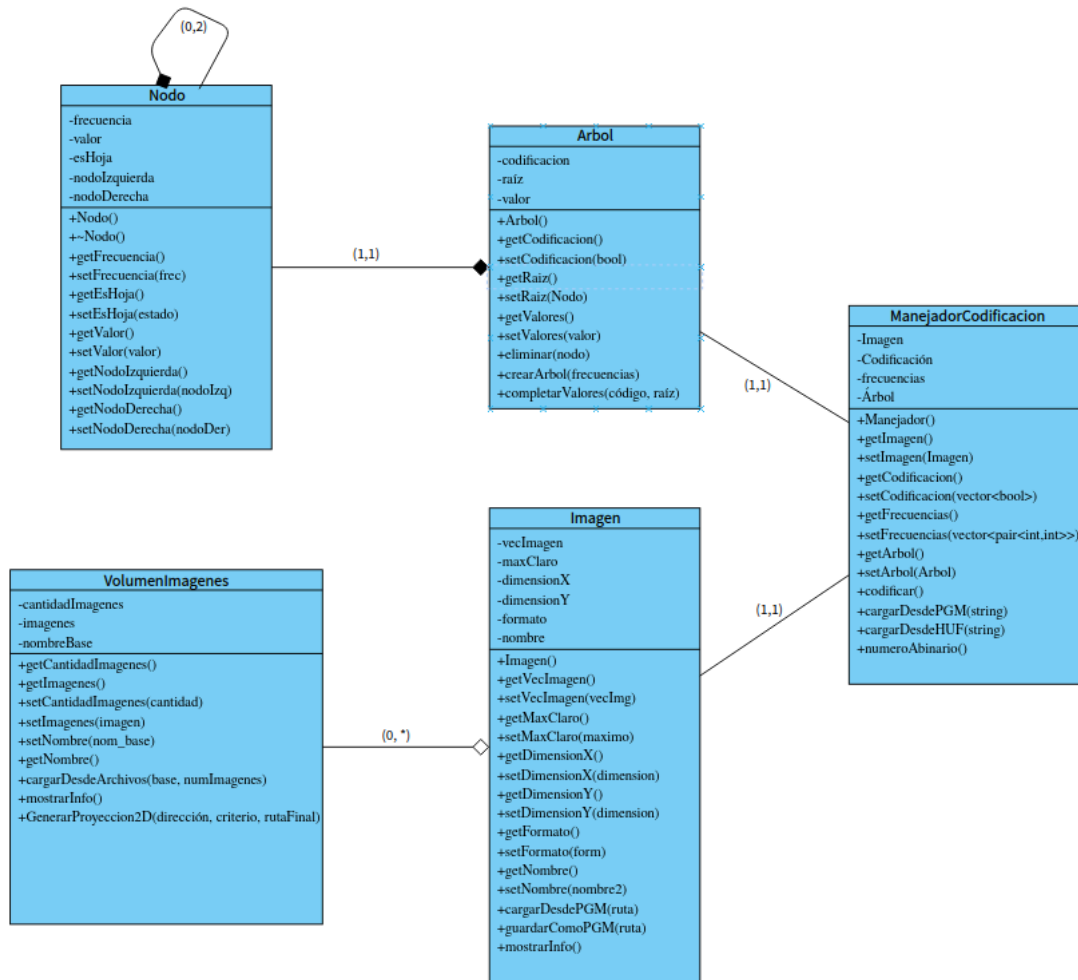 (0,2)
Nodo
-frecuencia
-valor
-esHoja
-nodoIzquierda
-nodoDerecha
+Nodo()
+~Nodo()
+getFrecuencia()
+setFrecuencia(frec)
+getEsHoja()
+setEsHoja(estado)
+getValor()
+setValor(valor)
+getNodoIzquierda()
+setNodoIzquierda(nodoIzq)
+getNodoDerecha()
+setNodoDerecha(nodoDer)
(1,1)
Arbol
-codificacion
-raíz
-valor
+Arbol()
+getCodificacion()
+setCodificacion(bool)
+getRaiz()
+setRaiz(Nodo)
+getValores()
+setValores(valor)
+eliminar(nodo)
+crearArbol(frecuencias)
+completarValores(código, raíz)
(1,1)
ManejadorCodificacion
-Imagen
-Codificación
-frecuencias
-Árbol
+Manejador()
+getImagen()
+setImagen(Imagen)
+getCodificacion()
+setCodificacion(vector<bool>)
+getFrecuencias()
+setFrecuencias(vector<pair<int,int>>)
+getArbol()
+setArbol(Arbol)
+codificar()
+cargarDesdePGM(string)
+cargarDesdeHUF(string)
+numeroAbinario()
(1,1)
VolumenImagenes
-cantidadImagenes
-imagenes
-nombreBase
+getCantidadImagenes()
+getImagenes()
+setCantidadImagenes(cantidad)
+setImagenes(imagen)
+setNombre(nom_base)
+getNombre()
+cargarDesdeArchivos(base, numImagenes)
+mostrarInfo()
+GenerarProyeccion2D(dirección, criterio, rutaFinal)
(0, *)
Imagen
-vecImagen
-maxClaro
-dimensionX
-dimensionY
-formato
-nombre
+Imagen()
+getVecImagen()
+setVecImagen(vecImg)
+getMaxClaro()
+setMaxClaro(maximo)
+getDimensionX()
+setDimensionX(dimension)
+getDimensionY()
+setDimensionY(dimension)
+getFormato()
+setFormato(form)
+getNombre()
+setNombre(nombre2)
+cargarDesdePGM(ruta)
+guardarComoPGM(ruta)
+mostrarInfo()